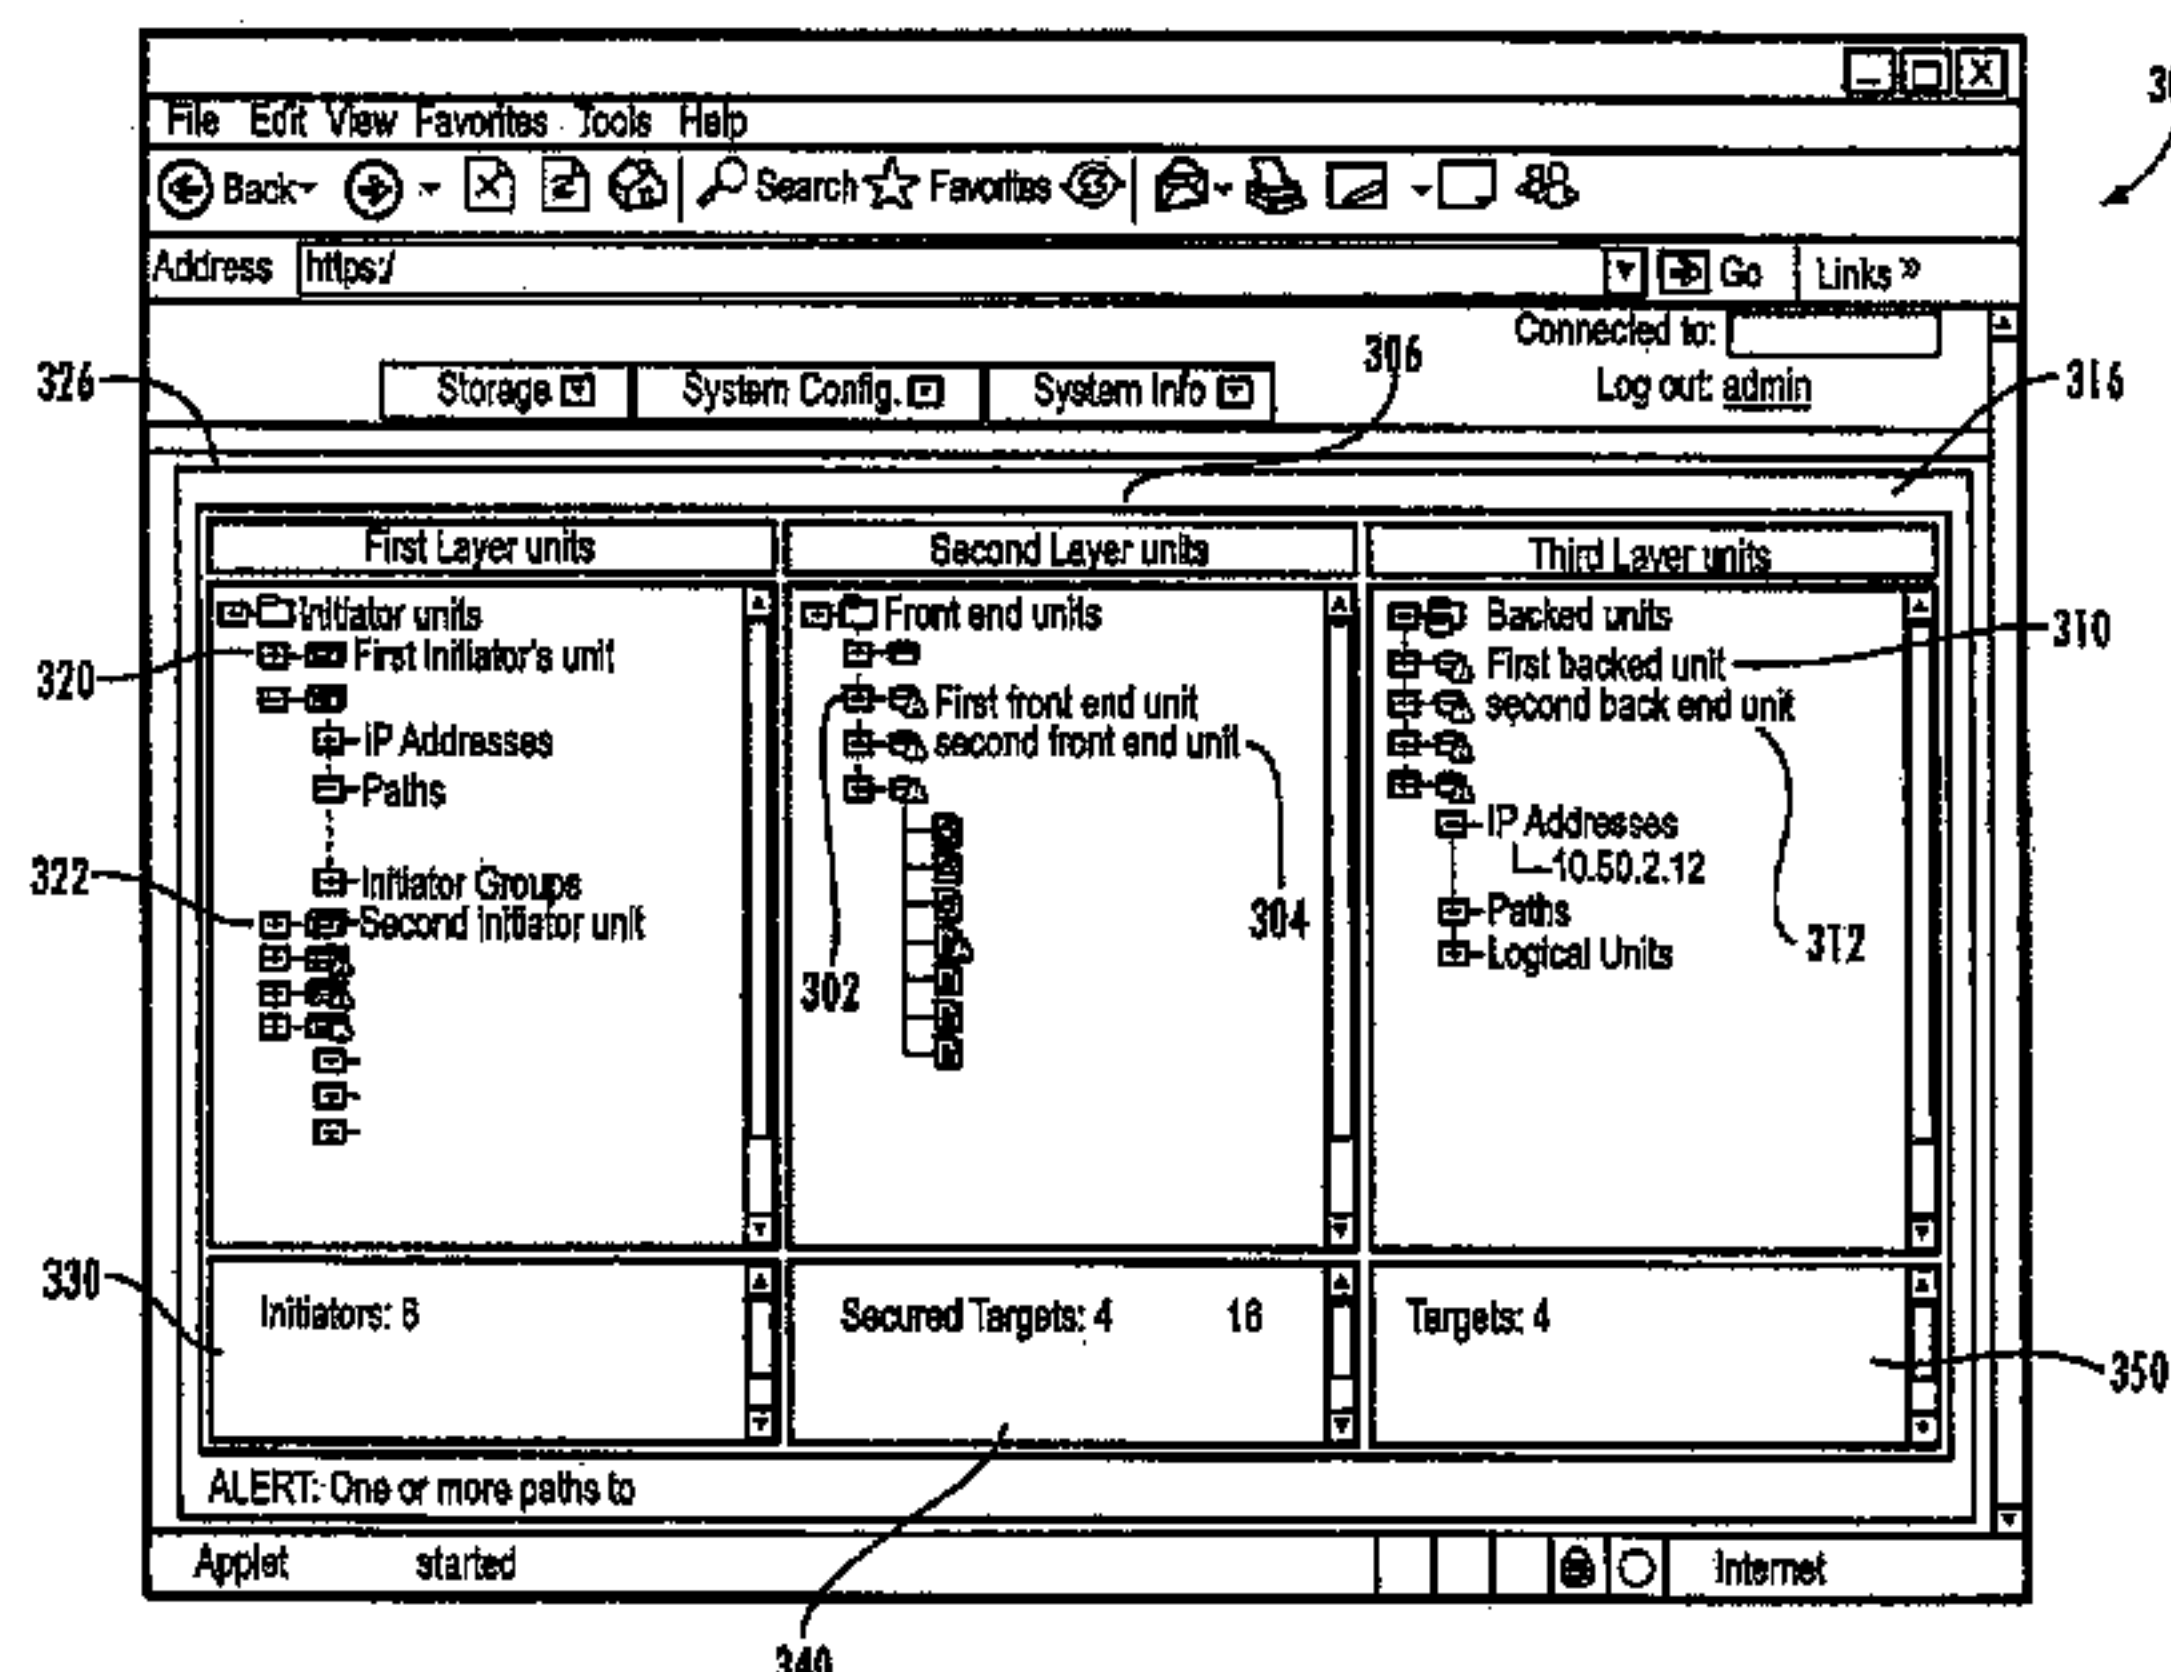 File Edit View Favorites Tools Help
Back Search Favorites
Address https:/ Go Links »
Connected to:
306
326 Storage System Config. System Info Log out: admin 316
First Layer units Second Layer units Third Layer units
Initiator units Front end units Backed units
320 First Initiator's unit First backed unit 310
First front end unit second back end unit
IP Addresses second front end unit
Paths
IP Addresses
10.50.2.12
322 Initiator Groups Paths
Second initiator unit 304 312
302 Logical Units
330 Initiators: 6 Secured Targets: 4 16 Targets: 4
350
ALERT: One or more paths to
Applet started Internet
340